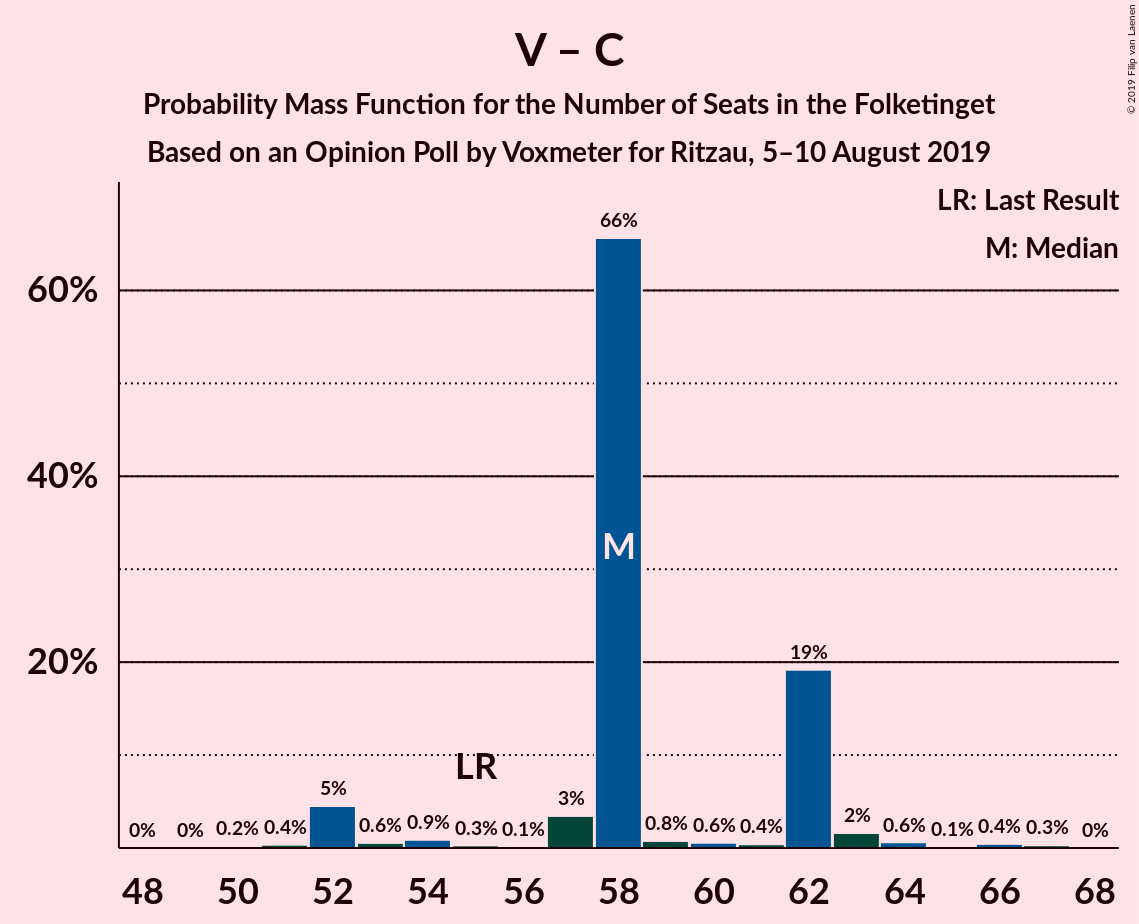 V – C
Probability Mass Function for the Number of Seats in the Folketinget
Based on an Opinion Poll by Voxmeter for Ritzau, 5–10 August 2019
© 2019 Filip van Laenen
LR: Last Result
M: Median
60%
40%
20%
66%
M
19%
LR
0% 0% 0.2% 0.4% 5% 0.6% 0.9% 0.3% 0.1% 3% 0.8% 0.6% 0.4% 2% 0.6% 0.1% 0.4% 0.3% 0%
48 50 52 54 56 58 60 62 64 66 68